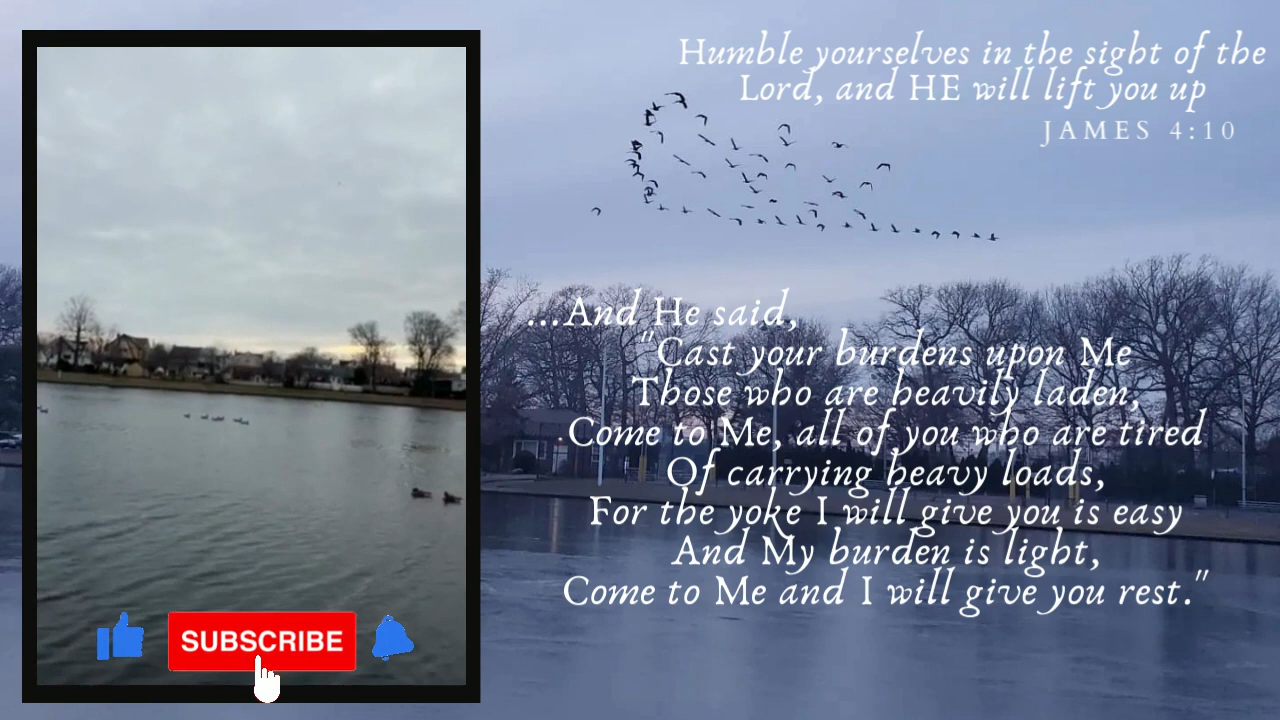 Humble yourselves in the sight of the
Lord, and HE will lift you up
JAMES 4:10
...And He said,
"Cast your burdens upon Me
Those who are heavily laden,
Come to Me, all of you who are tired
Of carrying heavy loads,
For the yoke I will give you is easy
And My burden is light,
Come to Me and I will give you rest."
SUBSCRIBE